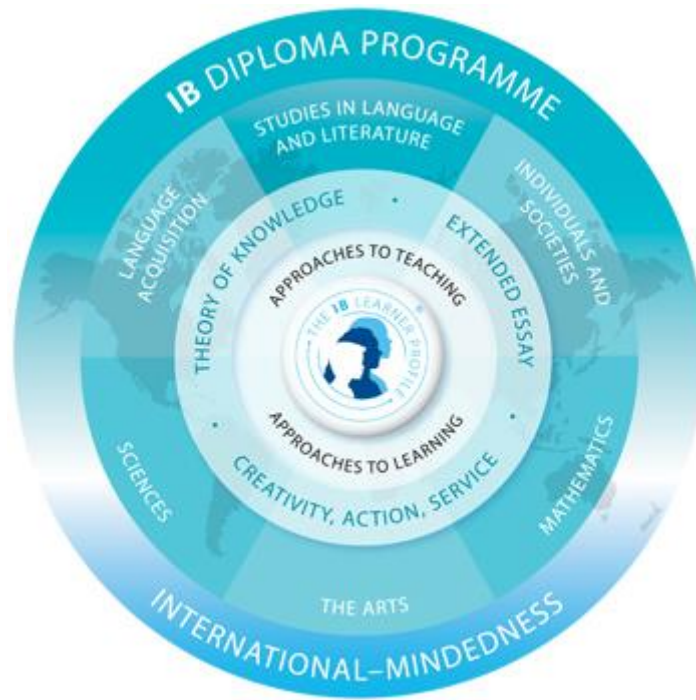 IB DIPLOMA PROGRAMME
STUDIES IN LANGUAGE
AND LITERATURE
LANGUAGE
ACQUISITION
INDIVIDUALS AND
SOCIETIES
THEORY OF KNOWLEDGE
EXTENDED ESSAY
APPROACHES TO TEACHING
THE IB LEARNER PROFILE ®
APPROACHES TO LEARNING
CREATIVITY, ACTION, SERVICE
SCIENCES
MATHEMATICS
THE ARTS
INTERNATIONAL–MINDEDNESS